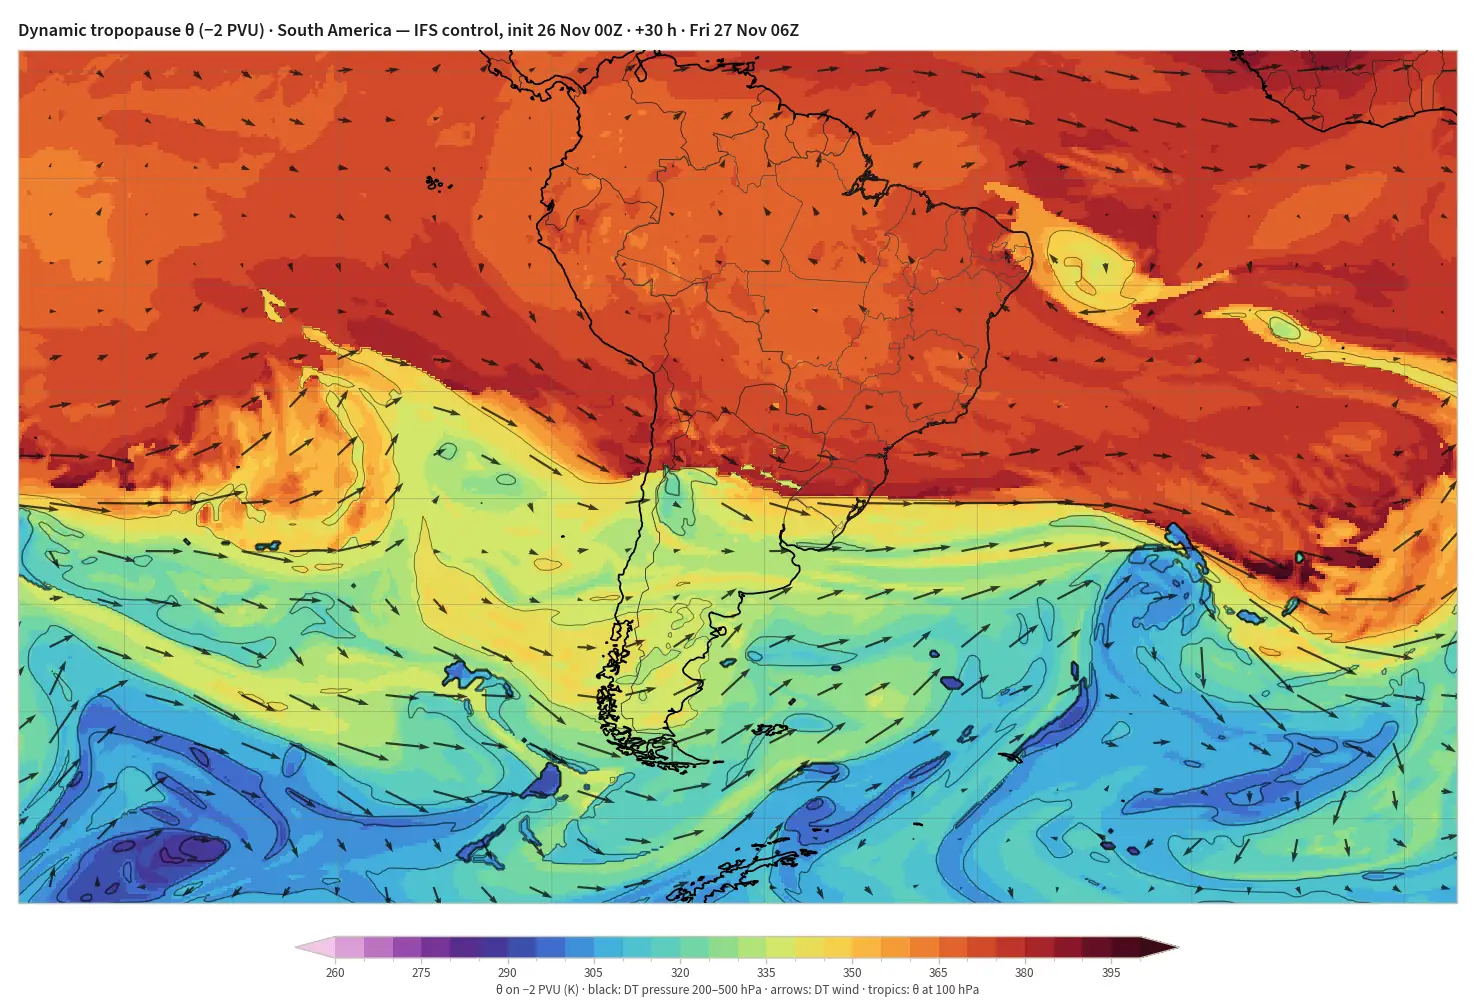 Dynamic tropopause θ (−2 PVU) · South America — IFS control, init 26 Nov 00Z · +30 h · Fri 27 Nov 06Z
260 275 290 305 320 335 350 365 380 395
θ on −2 PVU (K) · black: DT pressure 200–500 hPa · arrows: DT wind · tropics: θ at 100 hPa